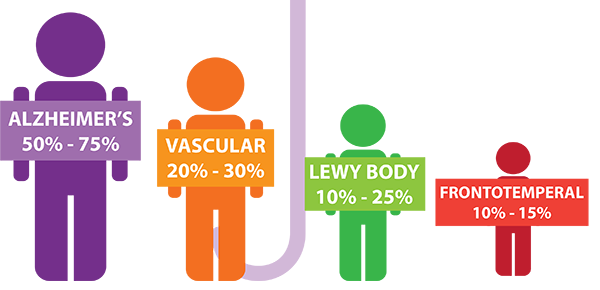 ALZHEIMER'S
50% - 75%
VASCULAR
20% - 30%
LEWY BODY
10% - 25%
FRONTOTEMPERAL
10% - 15%